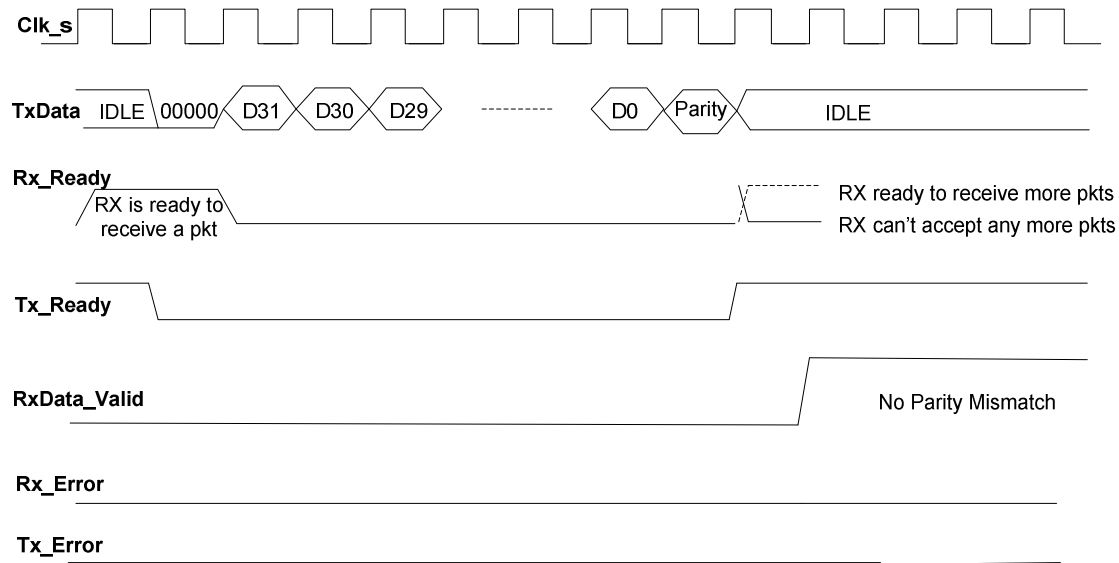 Clk_s
TxData IDLE 00000 D31 D30 D29 D0 Parity IDLE
Rx_Ready
RX is ready to
receive a pkt
RX ready to receive more pkts
RX can't accept any more pkts
Tx_Ready
RxData_Valid
No Parity Mismatch
Rx_Error
Tx_Error